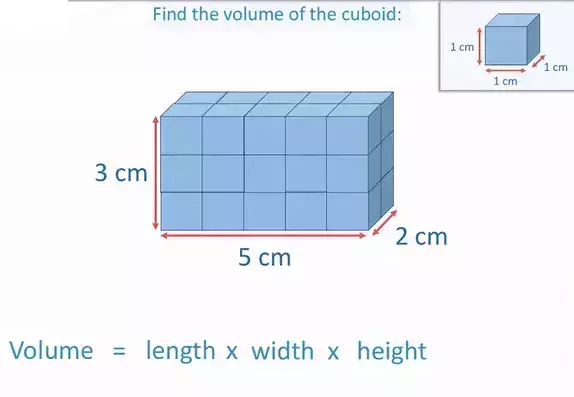 Find the volume of the cuboid:
1 cm
1 cm
1 cm
3 cm
2 cm
5 cm
Volume = length x width x height